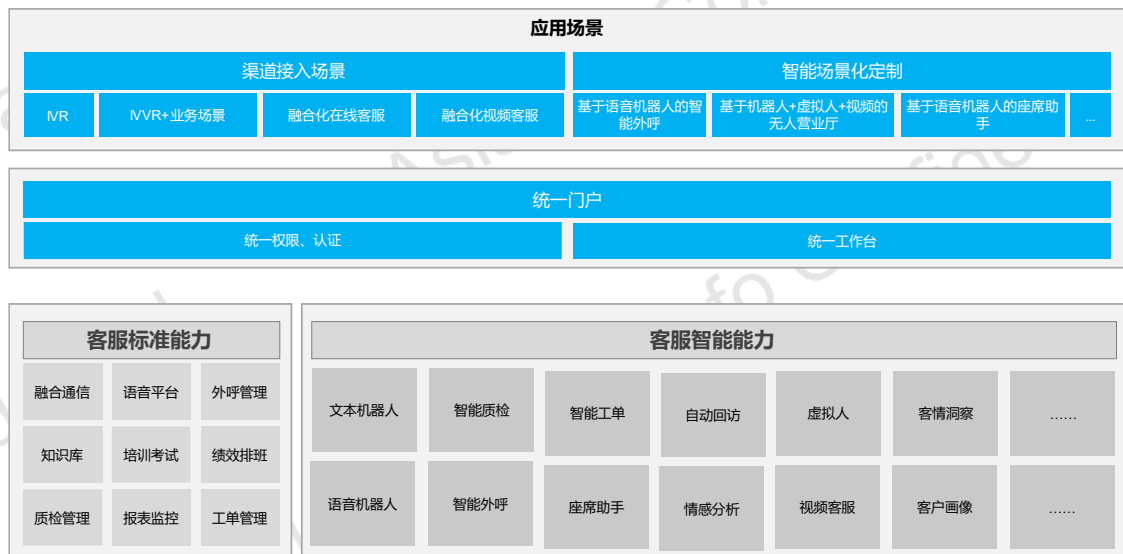 应用场景
渠道接入场景
智能场景化定制
IVR
IVVR+业务场景
融合化在线客服
融合化视频客服
基于语音机器人的智
能外呼
基于机器人+虚拟人+视频的
无人营业厅
基于语音机器人的座席助
手
...
统一门户
统一权限、认证
统一工作台
客服标准能力
融合通信
语音平台
外呼管理
知识库
培训考试
绩效排班
质检管理
报表监控
工单管理
客服智能能力
文本机器人
智能质检
智能工单
自动回访
虚拟人
客情洞察
……
语音机器人
智能外呼
座席助手
情感分析
视频客服
客户画像
……